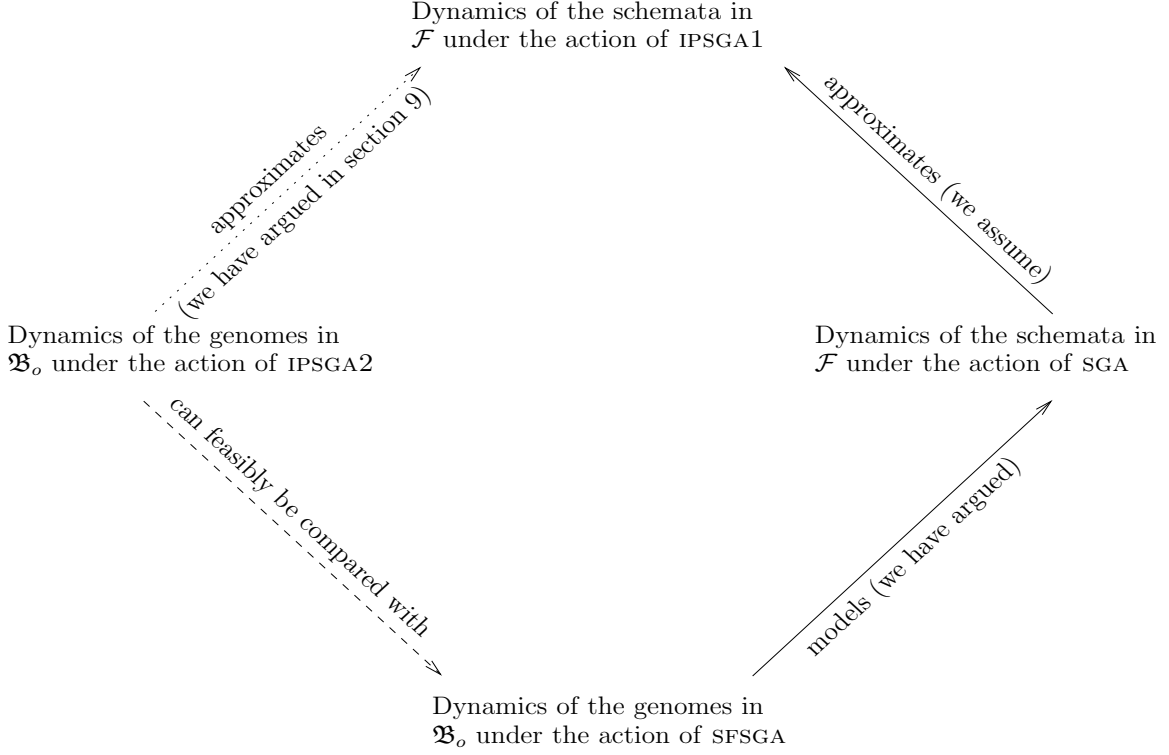 Dynamics of the schemata in
ℱ under the action of IPSGA1
approximates
(we have argued in section 9)
approximates (we assume)
Dynamics of the genomes in
𝔅ₒ under the action of IPSGA2
Dynamics of the schemata in
ℱ under the action of SGA
can feasibly be compared with
models (we have argued)
Dynamics of the genomes in
𝔅ₒ under the action of SFSGA